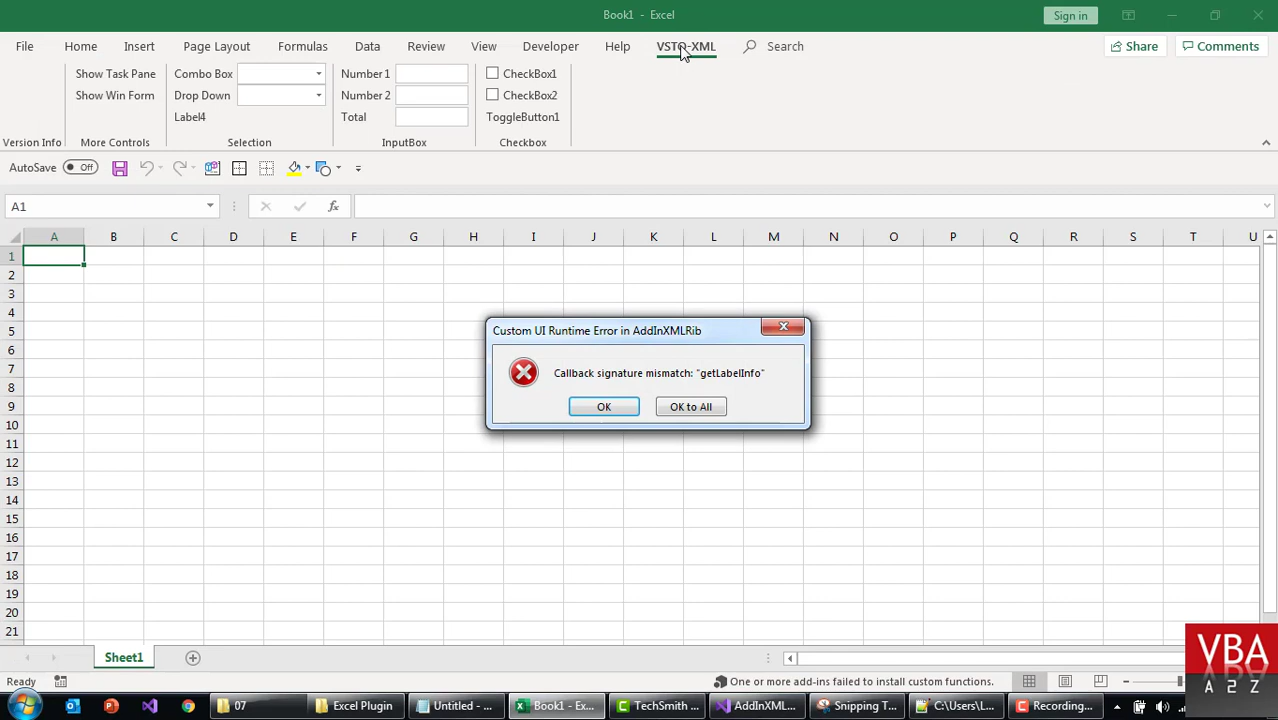 Book1 - Excel
Sign in
File Home Insert Page Layout Formulas Data Review View Developer Help VSTO-XML Search Share Comments
Show Task Pane Combo Box Number 1 CheckBox1
Show Win Form Drop Down Number 2 CheckBox2
Label4 Total ToggleButton1
Version Info More Controls Selection InputBox Checkbox
AutoSave Off
A1 fx
A B C D E F G H I J K L M N O P Q R S T U
1
2
3
4
5
6
7
8
9
10
11
12
13
14
15
16
17
18
19
20
21
Custom UI Runtime Error in AddInXMLRib
Callback signature mismatch: "getLabelInfo"
OK OK to All
Sheet1
Ready One or more add-ins failed to install custom functions.
07 Excel Plugin Untitled - ... Book1 - Exc... TechSmith ... AddInXML... Snipping T... C:\Users\L... Recording...
VBA
A 2 Z